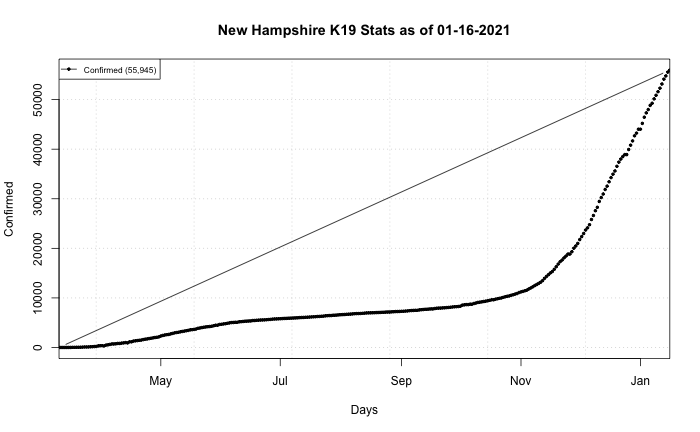 New Hampshire K19 Stats as of 01-16-2021
Confirmed (55,945)
50000
40000
30000
20000
10000
0
Confirmed
May Jul Sep Nov Jan
Days